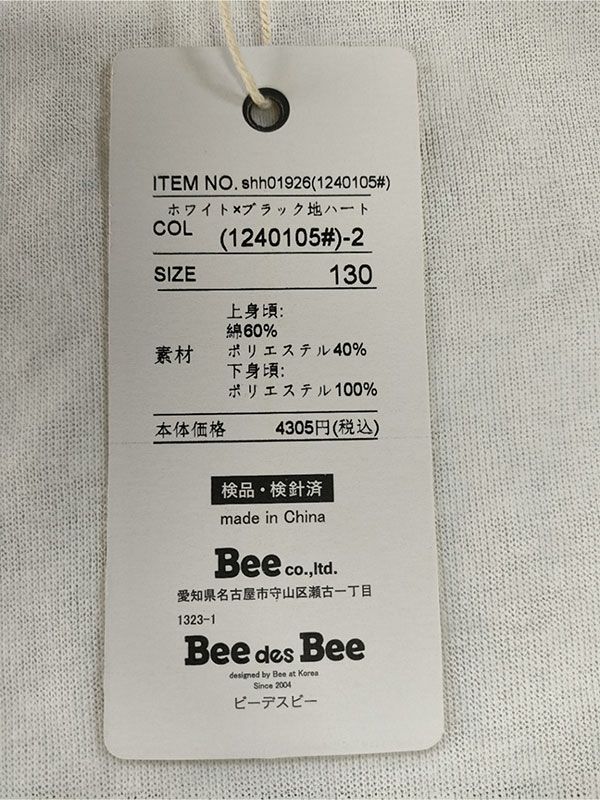 ITEM NO. shh01926(1240105#)
ホワイト×ブラック地ハート
COL (1240105#)-2
SIZE 130
上身頃:
綿60%
素材 ポリエステル40%
下身頃:
ポリエステル100%
本体価格 4305円(税込)
検品・検針済
made in China
Bee co.,ltd.
愛知県名古屋市守山区瀬古一丁目
1323-1
Bee des Bee
designed by Bee at Korea
Since 2004
ビーデスビー